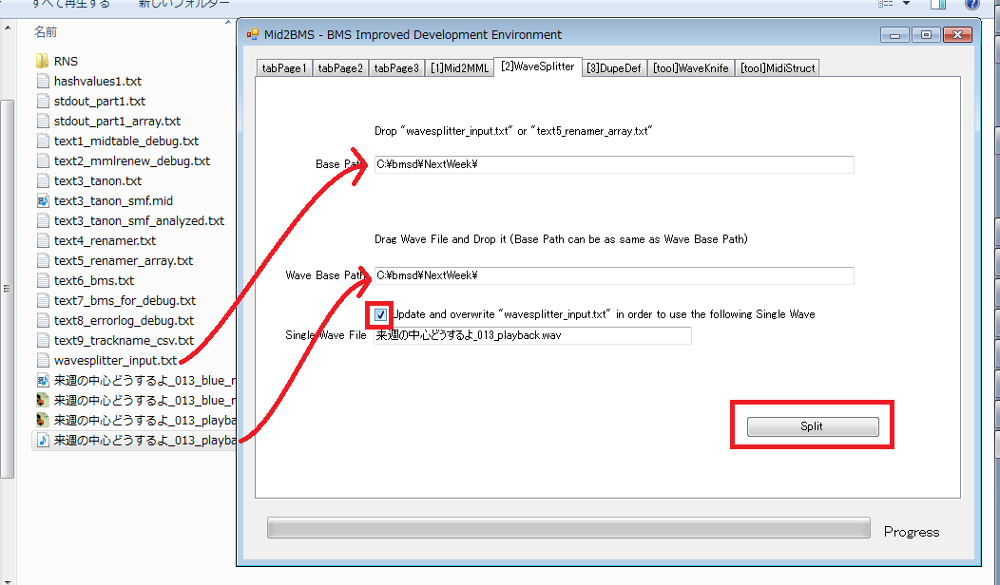 すべて再生する
新しいフォルダー
名前
RNS
hashvalues1.txt
stdout_part1.txt
stdout_part1_array.txt
text1_midtable_debug.txt
text2_mmlrenew_debug.txt
text3_tanon.txt
text3_tanon_smf.mid
text3_tanon_smf_analyzed.txt
text4_renamer.txt
text5_renamer_array.txt
text6_bms.txt
text7_bms_for_debug.txt
text8_errorlog_debug.txt
text9_trackname_csv.txt
wavesplitter_input.txt
来週の中心どうするよ_013_blue_r
来週の中心どうするよ_013_blue_r
来週の中心どうするよ_013_playba
来週の中心どうするよ_013_playba
Mid2BMS - BMS Improved Development Environment
tabPage1
tabPage2
tabPage3
[1]Mid2MML
[2]WaveSplitter
[3]DupeDef
[tool]WaveKnife
[tool]MidiStruct
Drop "wavesplitter_input.txt" or "text5_renamer_array.txt"
Base Path
C:¥bmsd¥NextWeek¥
Drag Wave File and Drop it (Base Path can be as same as Wave Base Path)
Wave Base Path
C:¥bmsd¥NextWeek¥
Update and overwrite "wavesplitter_input.txt" in order to use the following Single Wave
Single Wave File
来週の中心どうするよ_013_playback.wav
Split
Progress